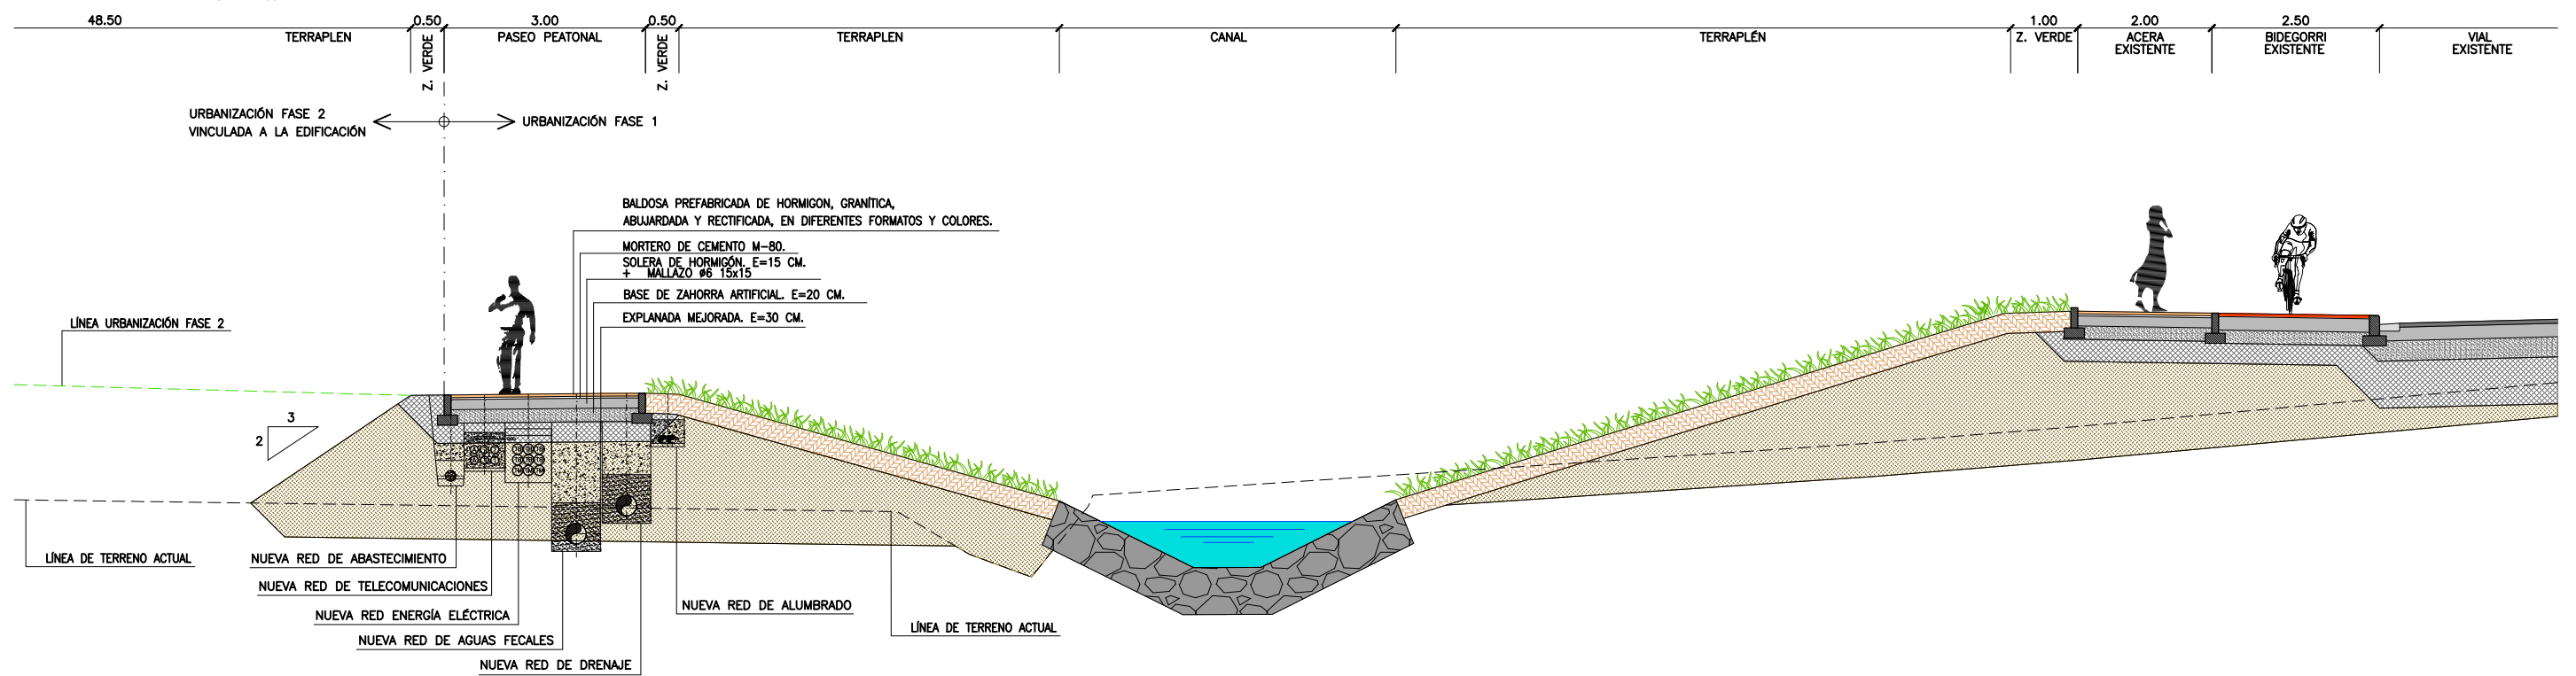 48.50
0.50
3.00
0.50
1.00
2.00
2.50
TERRAPLEN
Z. VERDE
PASEO PEATONAL
Z. VERDE
TERRAPLEN
CANAL
TERRAPLÉN
Z. VERDE
ACERA
EXISTENTE
BIDEGORRI
EXISTENTE
VIAL
EXISTENTE
URBANIZACIÓN FASE 2
VINCULADA A LA EDIFICACIÓN
URBANIZACIÓN FASE 1
BALDOSA PREFABRICADA DE HORMIGON, GRANÍTICA,
ABUJARDADA Y RECTIFICADA, EN DIFERENTES FORMATOS Y COLORES.
MORTERO DE CEMENTO M-80.
SOLERA DE HORMIGÓN. E=15 CM.
+ MALLAZO ø6 15x15
BASE DE ZAHORRA ARTIFICIAL. E=20 CM.
EXPLANADA MEJORADA. E=30 CM.
LÍNEA URBANIZACIÓN FASE 2
3
2
LÍNEA DE TERRENO ACTUAL
NUEVA RED DE ABASTECIMIENTO
NUEVA RED DE TELECOMUNICACIONES
NUEVA RED ENERGÍA ELÉCTRICA
NUEVA RED DE AGUAS FECALES
NUEVA RED DE DRENAJE
NUEVA RED DE ALUMBRADO
LÍNEA DE TERRENO ACTUAL